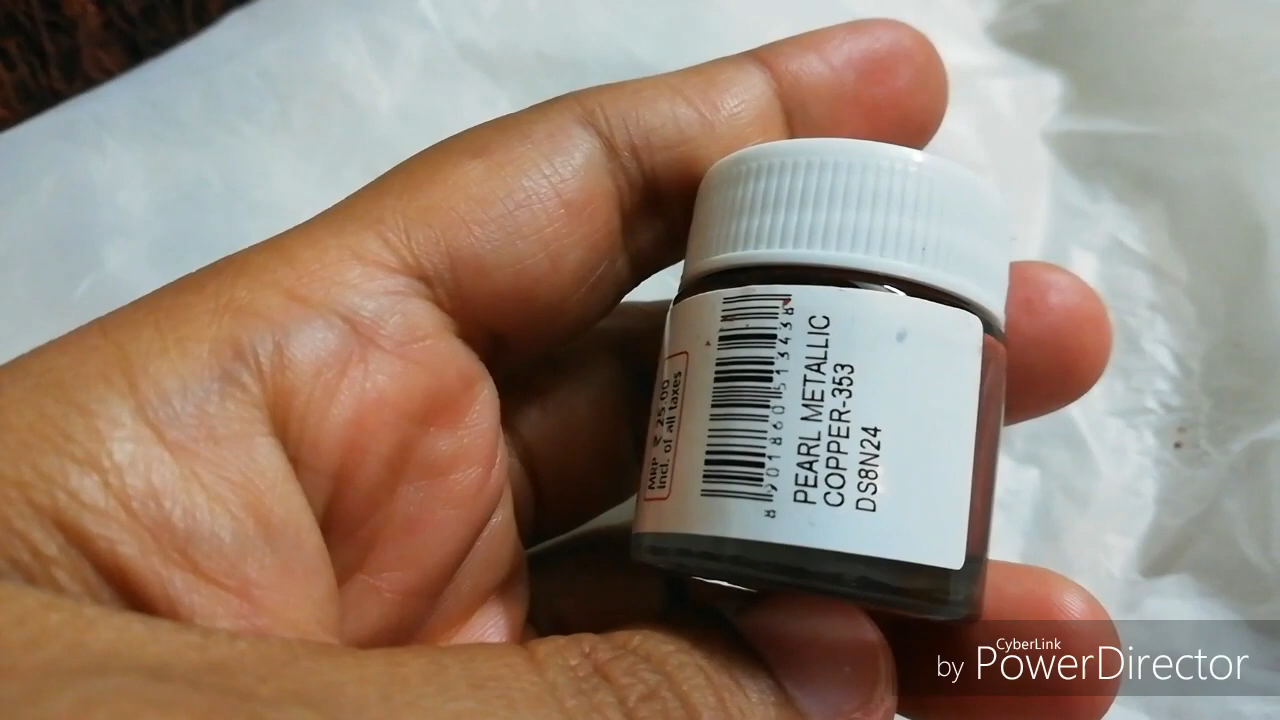 MRP ₹ 25.00
incl. of all taxes
8 901860 513438
PEARL METALLIC
COPPER-353
DS8N24
CyberLink
by PowerDirector